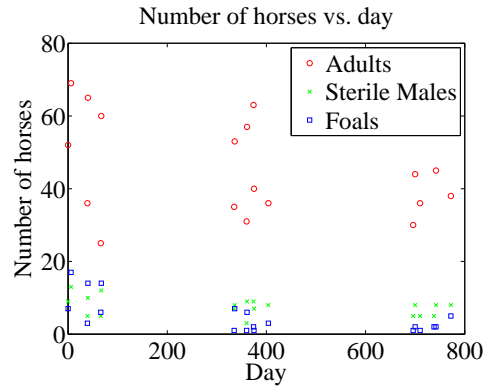 Number of horses vs. day
80
60
40
20
0
Number of horses
Adults
Sterile Males
Foals
0 200 400 600 800
Day